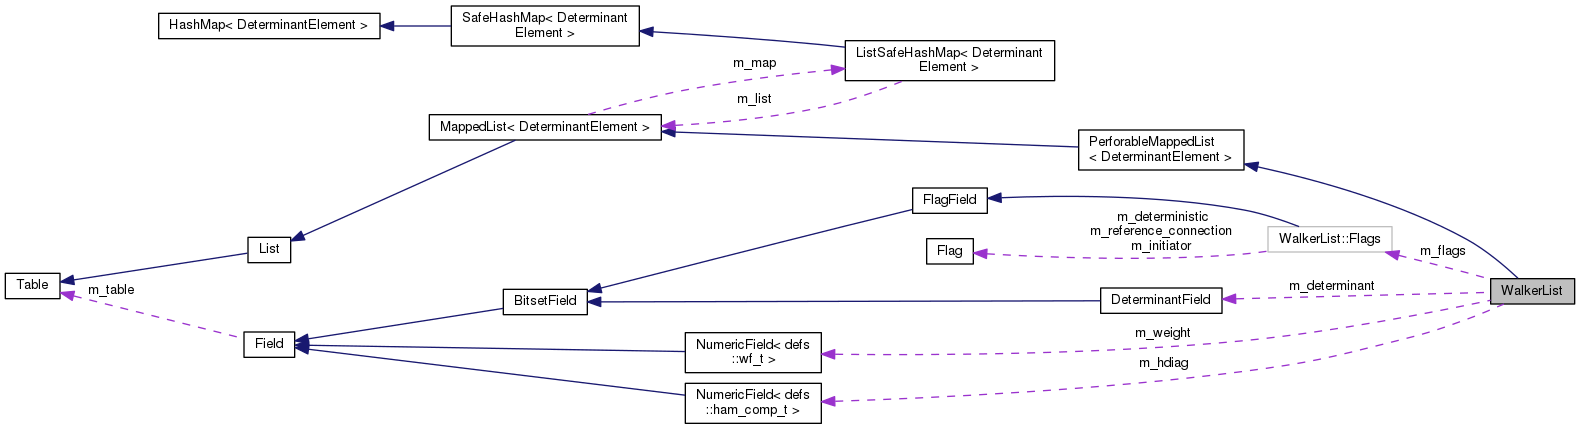 HashMap< DeterminantElement >
SafeHashMap< Determinant
Element >
ListSafeHashMap< Determinant
Element >
m_map
m_list
MappedList< DeterminantElement >
PerforableMappedList
< DeterminantElement >
FlagField
m_deterministic
m_reference_connection
m_initiator
WalkerList::Flags
m_flags
Flag
List
Table
m_table
BitsetField
DeterminantField
m_determinant
WalkerList
Field
NumericField< defs
::wf_t >
m_weight
m_hdiag
NumericField< defs
::ham_comp_t >